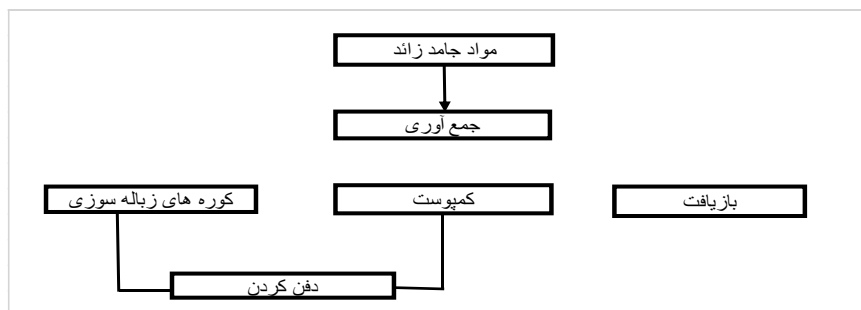 مواد جامد زائد
جمع آوری
بازیافت
کمپوست
کوره های زباله سوزی
دفن کردن